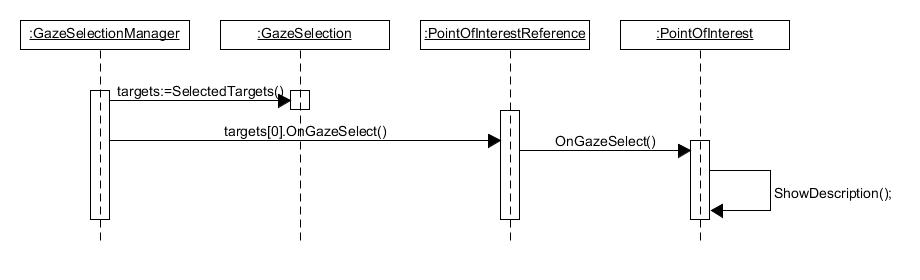 :GazeSelectionManager
:GazeSelection
:PointOfInterestReference
:PointOfInterest
targets:=SelectedTargets()
targets[0].OnGazeSelect()
OnGazeSelect()
ShowDescription();